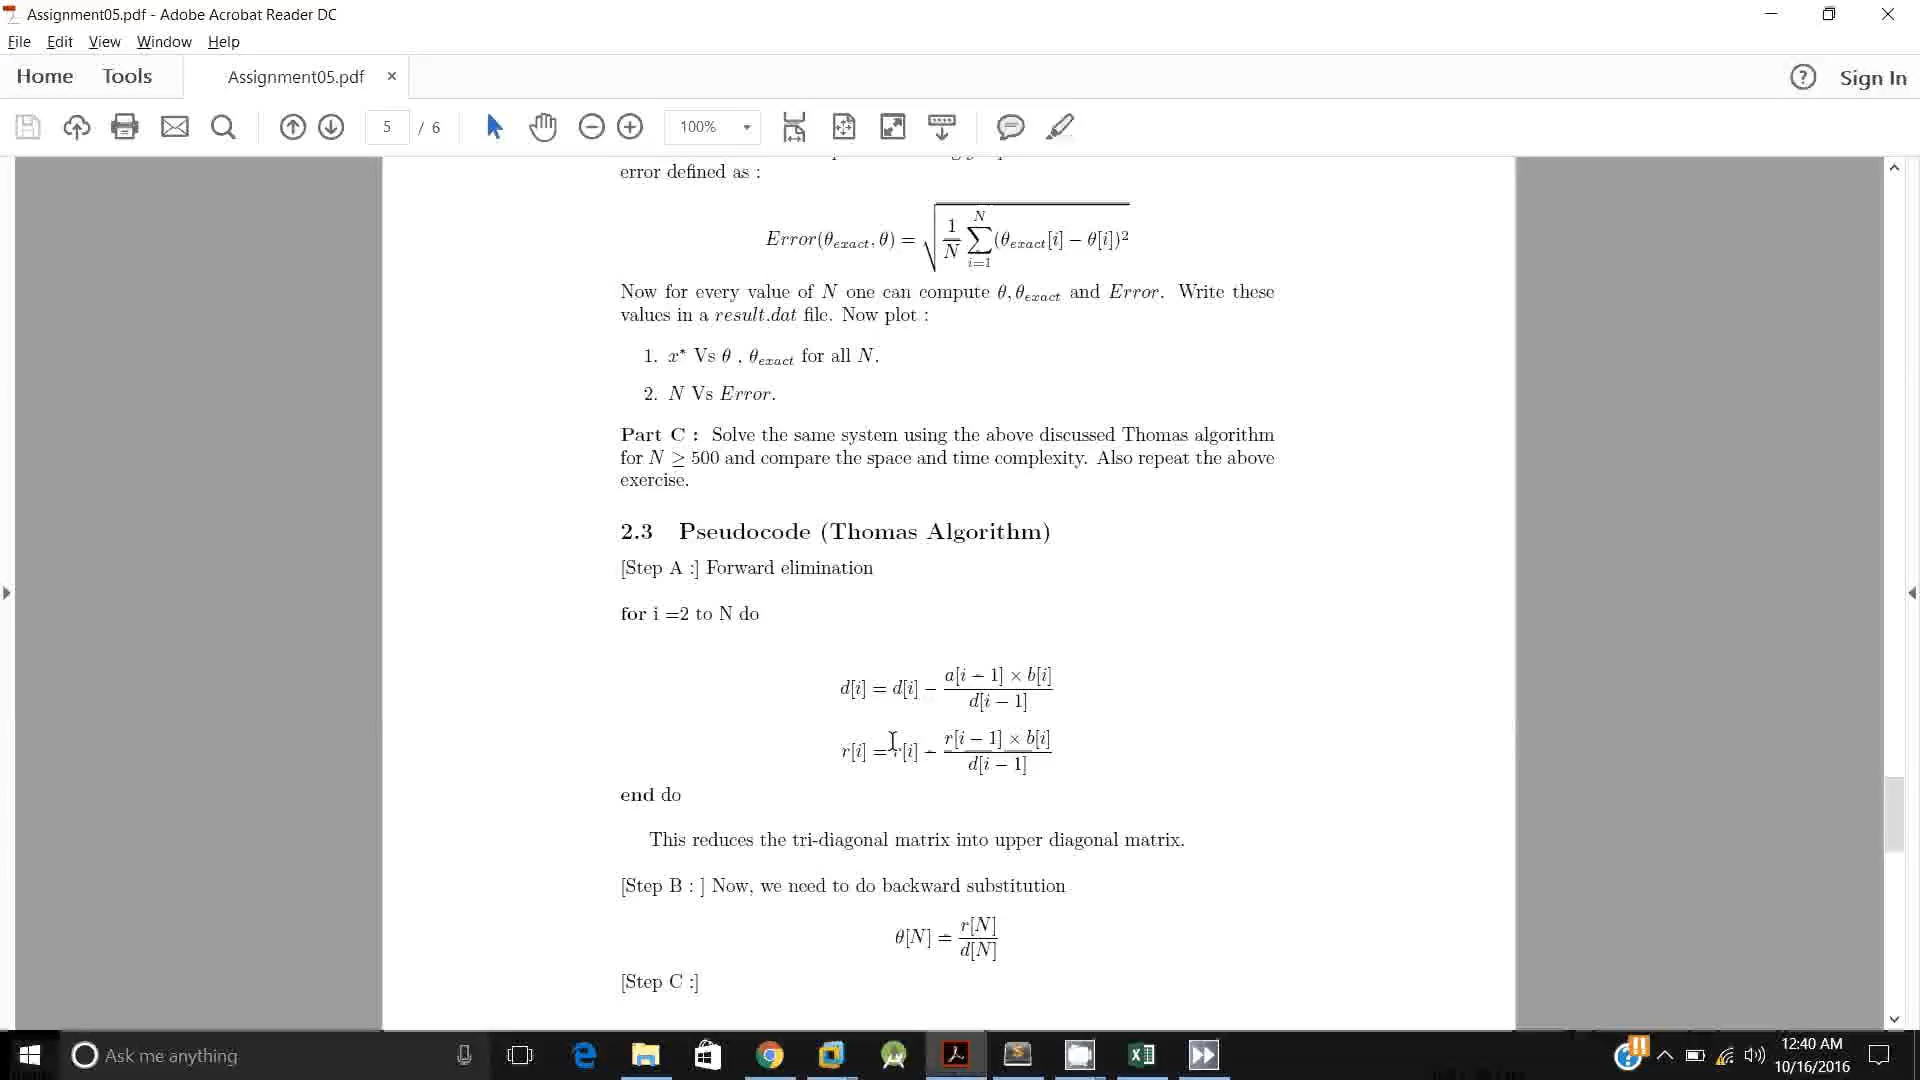 Assignment05.pdf - Adobe Acrobat Reader DC
File Edit View Window Help
Home Tools Assignment05.pdf × Sign In
5 / 6 100%
error defined as :
Error(θ_exact, θ) = √(1/N ∑_{i=1}^{N} (θ_exact[i] − θ[i])²)
Now for every value of N one can compute θ, θ_exact and Error. Write these
values in a result.dat file. Now plot :
1. x* Vs θ , θ_exact for all N.
2. N Vs Error.
Part C : Solve the same system using the above discussed Thomas algorithm
for N ≥ 500 and compare the space and time complexity. Also repeat the above
exercise.
2.3 Pseudocode (Thomas Algorithm)
[Step A :] Forward elimination
for i =2 to N do
d[i] = d[i] − a[i − 1] × b[i] / d[i − 1]
r[i] = r[i] − r[i − 1] × b[i] / d[i − 1]
end do
This reduces the tri-diagonal matrix into upper diagonal matrix.
[Step B : ] Now, we need to do backward substitution
θ[N] = r[N] / d[N]
[Step C :]
Ask me anything
12:40 AM
10/16/2016